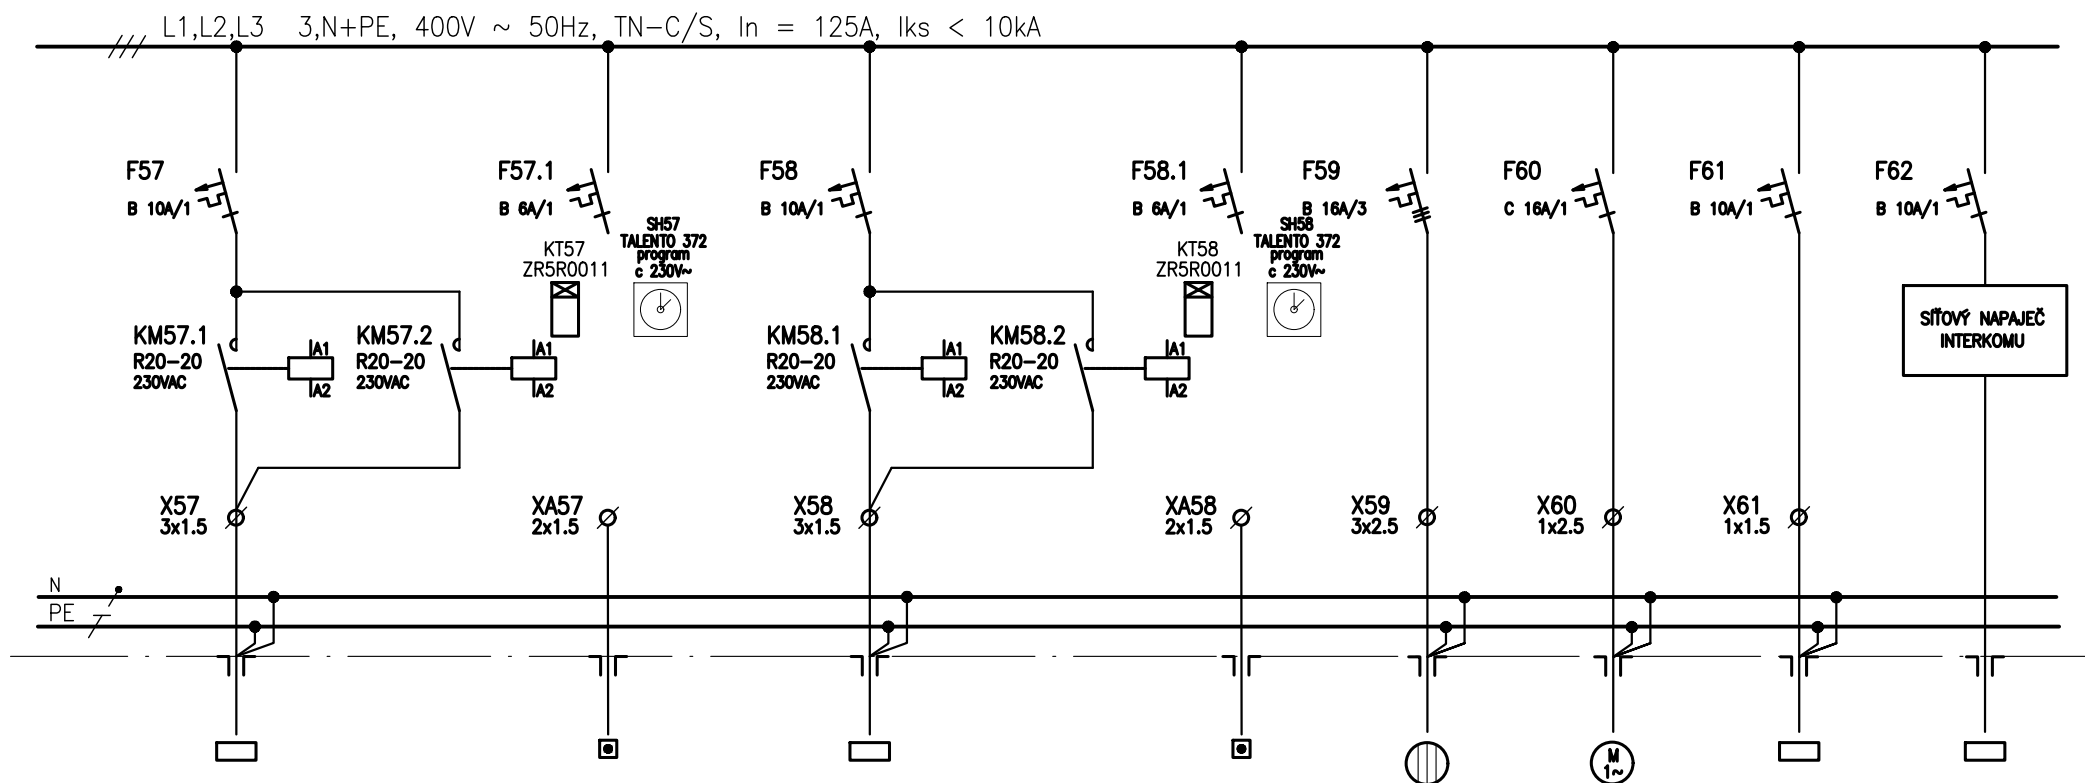 L1,L2,L3 3,N+PE, 400V ~ 50Hz, TN-C/S, In = 125A, Iks < 10kA
F57
B 10A/1
F57.1
B 6A/1
SH57
TALENTO 372
program
c 230V~
KT57
ZR5R0011
F58
B 10A/1
F58.1
B 6A/1
SH58
TALENTO 372
program
c 230V~
KT58
ZR5R0011
F59
B 16A/3
F60
C 16A/1
F61
B 10A/1
F62
B 10A/1
KM57.1
R20-20
230VAC
A1
A2
KM57.2
R20-20
230VAC
A1
A2
KM58.1
R20-20
230VAC
A1
A2
KM58.2
R20-20
230VAC
A1
A2
SÍŤOVÝ NAPAJEČ
INTERKOMU
X57
3x1.5
XA57
2x1.5
X58
3x1.5
XA58
2x1.5
X59
3x2.5
X60
1x2.5
X61
1x1.5
N
PE
M
1~